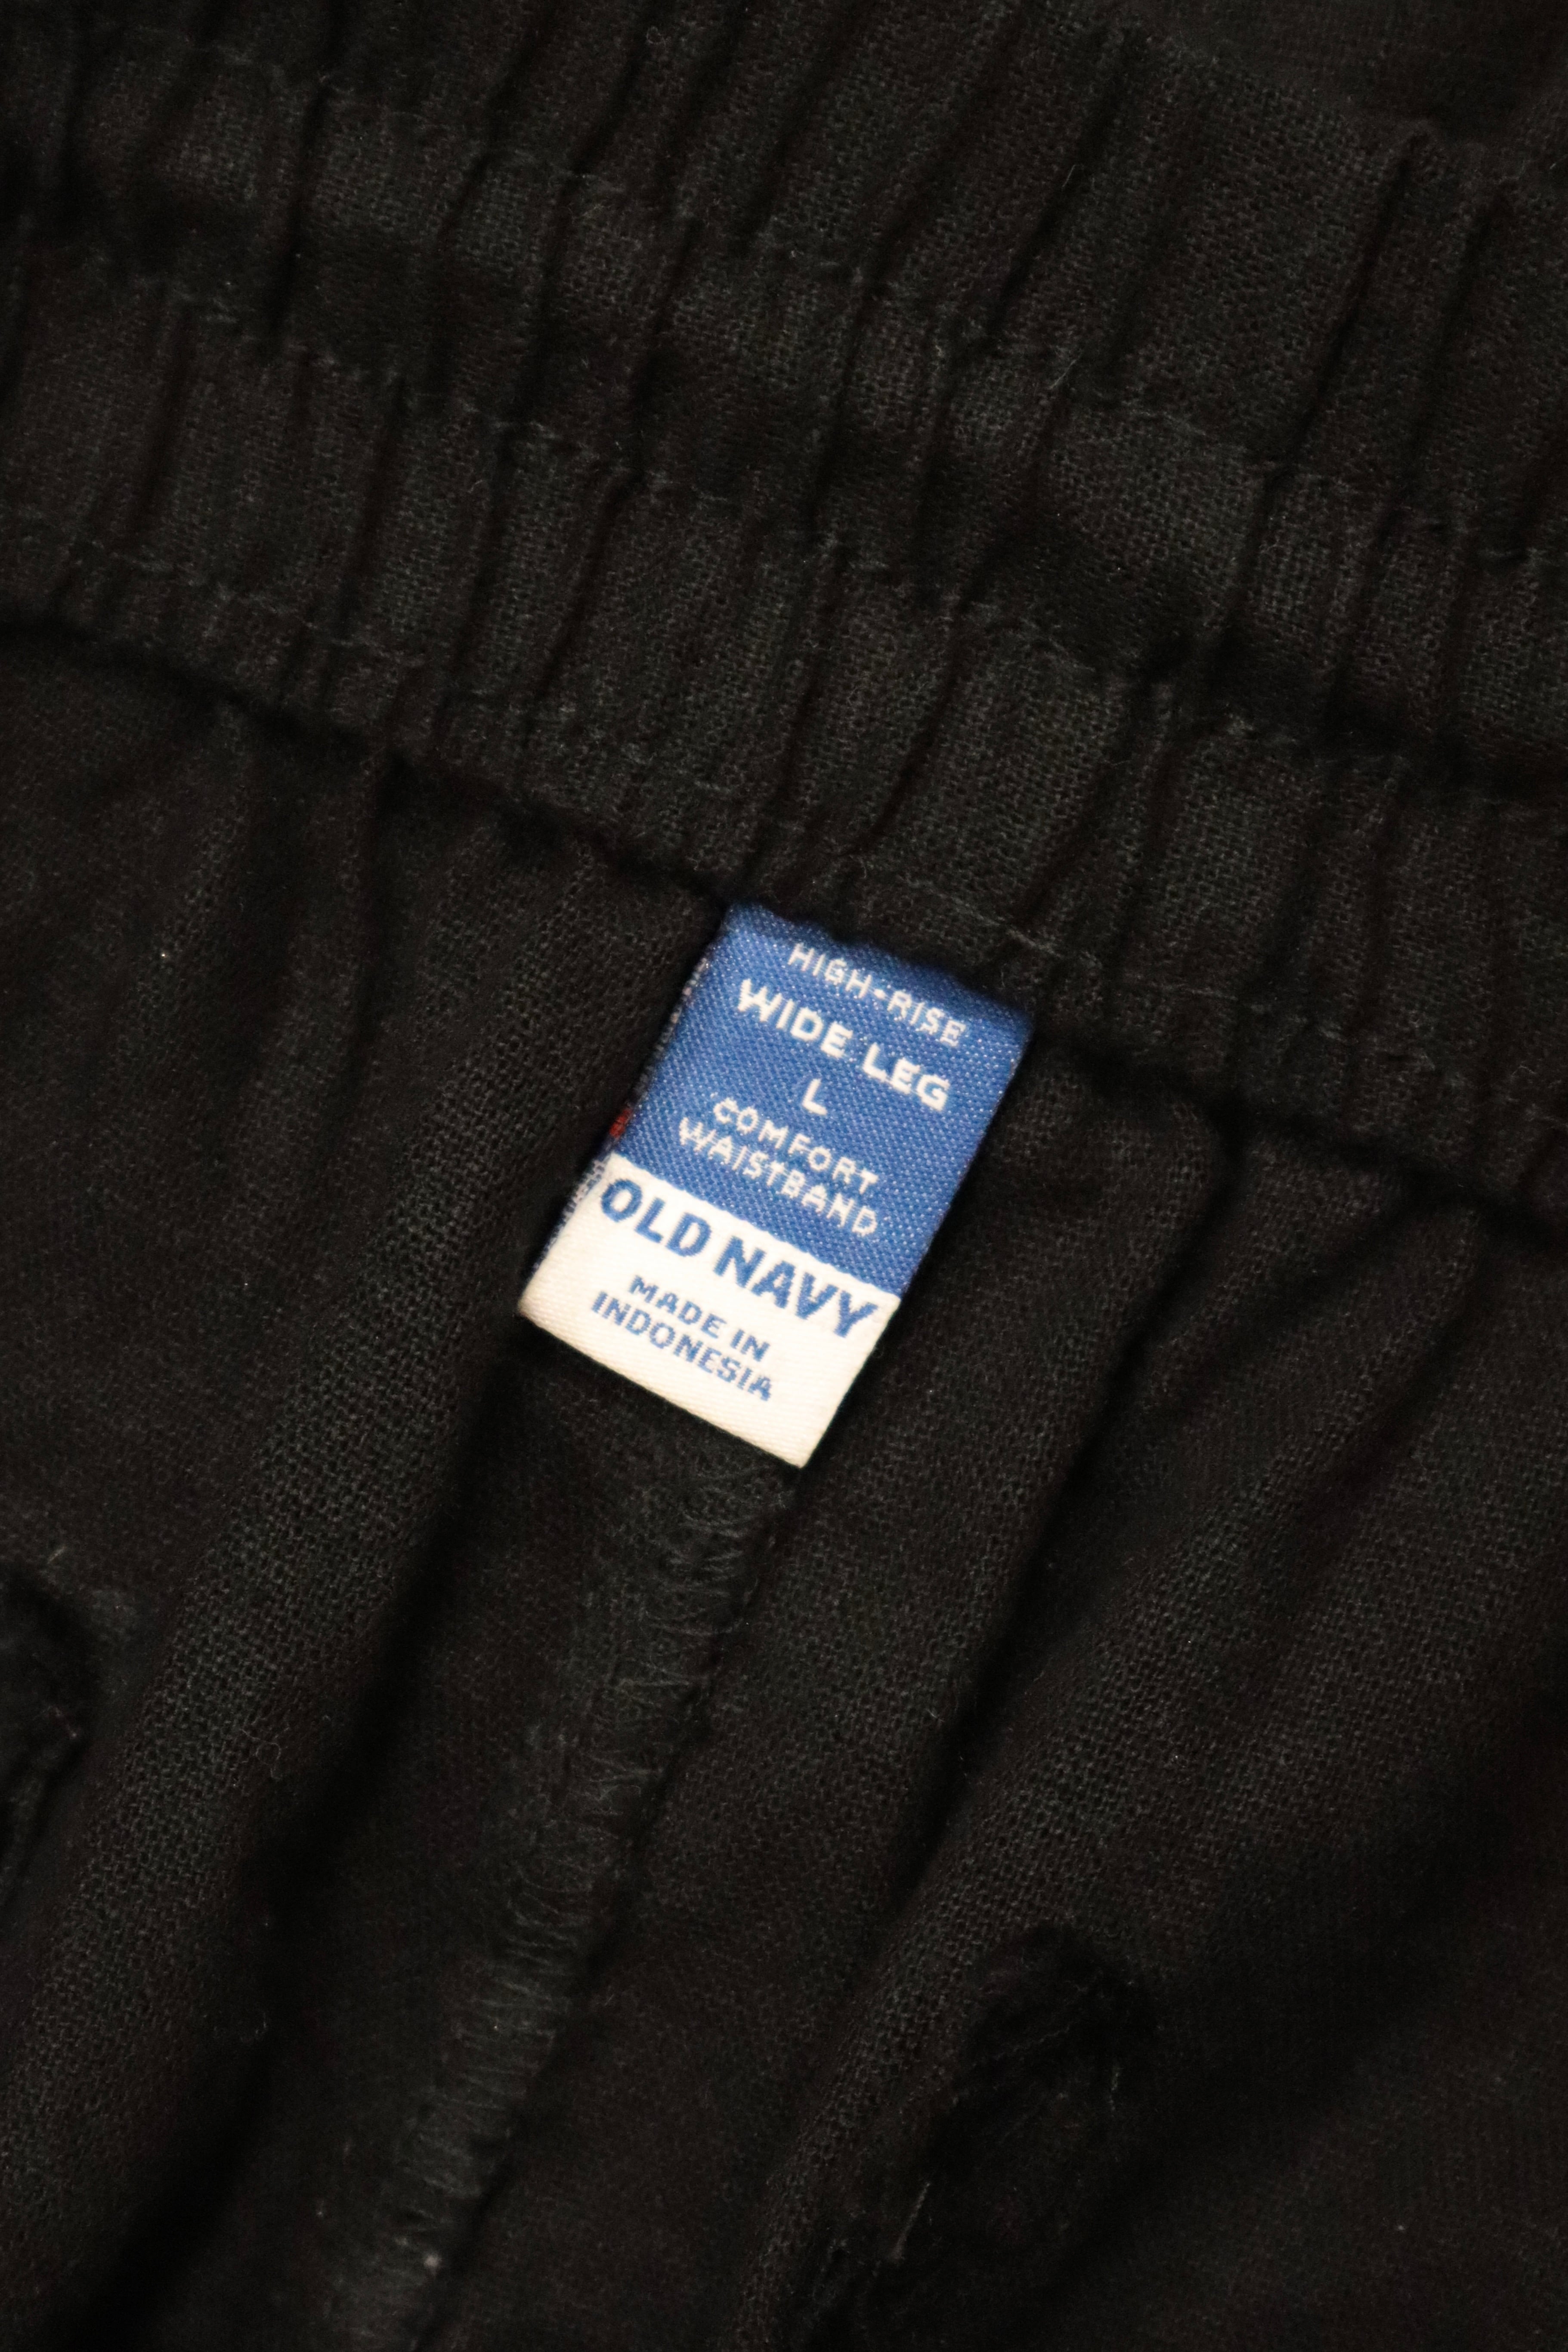 HIGH-RISE
WIDE LEG
L
COMFORT
WAISTBAND
OLD NAVY
MADE IN
INDONESIA